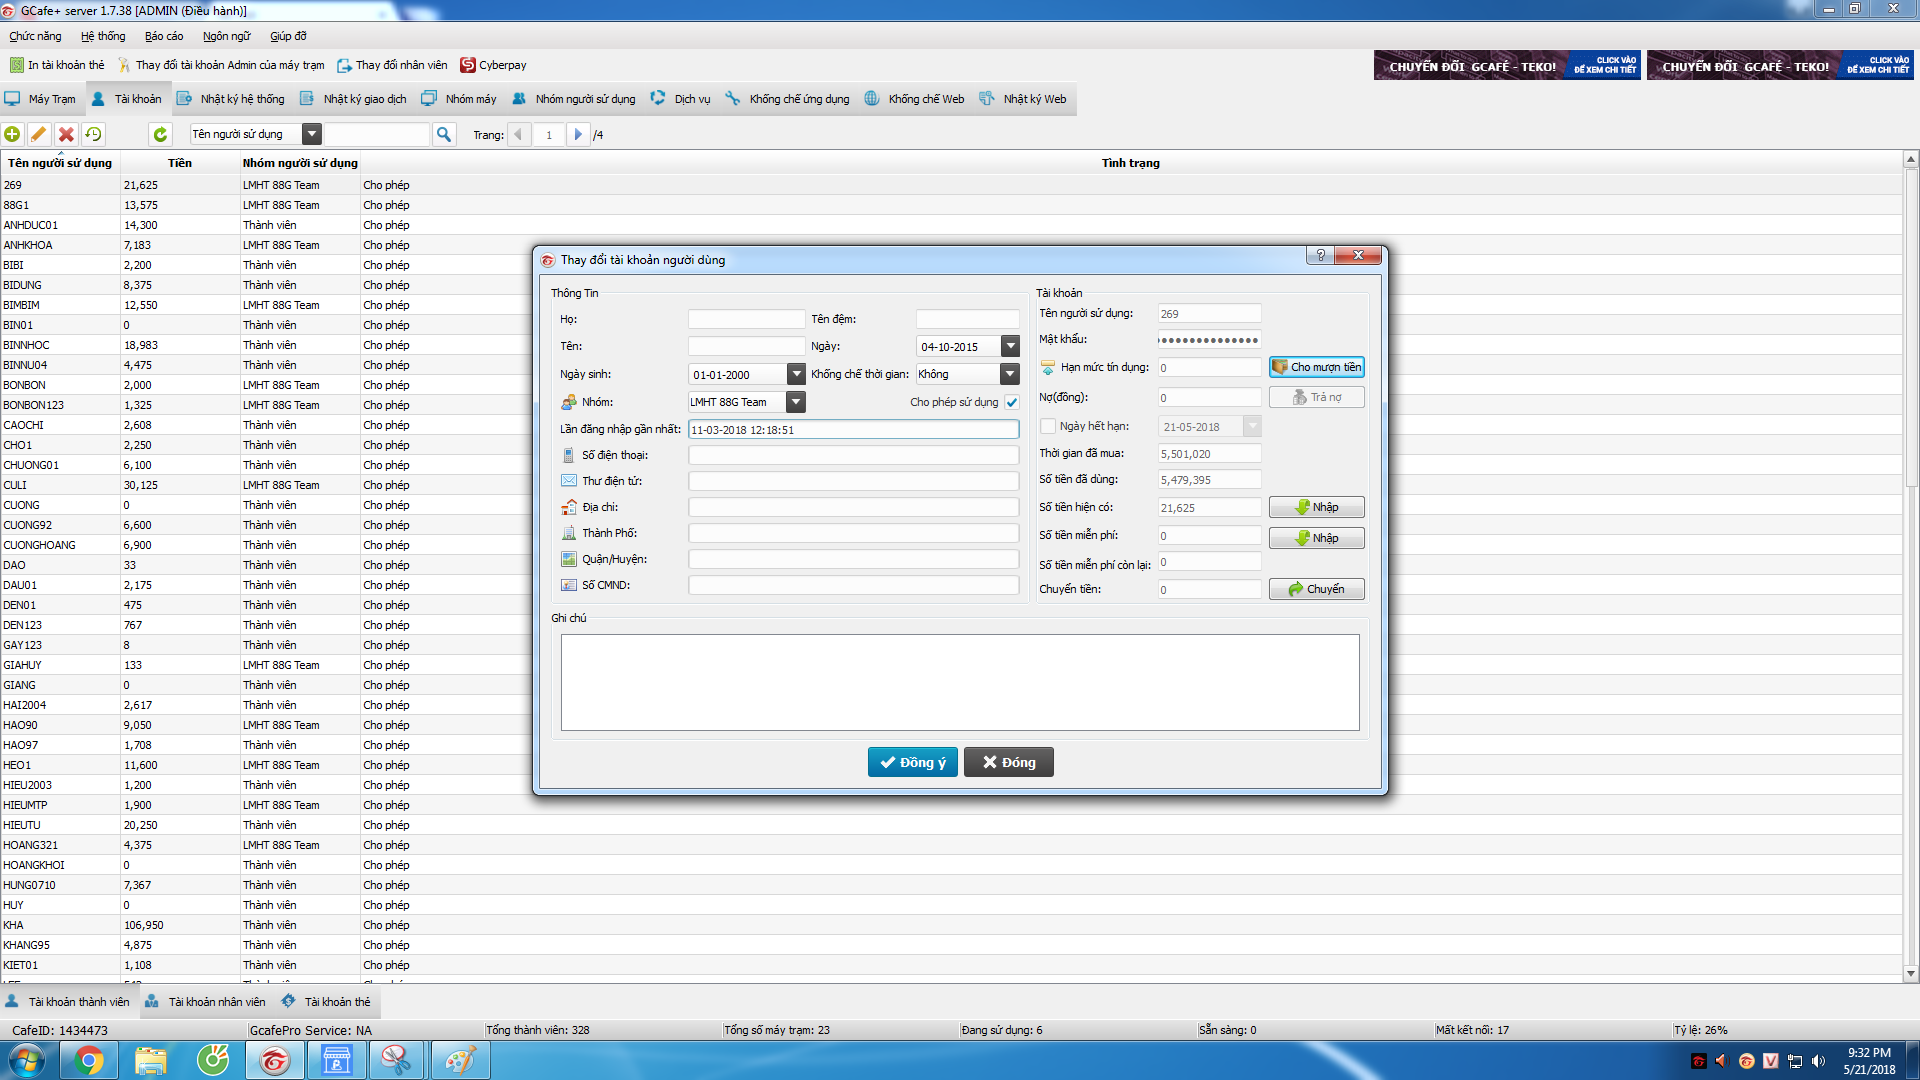 GCafe+ server 1.7.38 [ADMIN (Điều hành)]
Chức năng Hệ thống Báo cáo Ngôn ngữ Giúp đỡ
In tài khoản thẻ Thay đổi tài khoản Admin của máy trạm Thay đổi nhân viên Cyberpay
CHUYỂN ĐỔI GCAFÉ - TEKO! CLICK VÀO ĐỂ XEM CHI TIẾT CHUYỂN ĐỔI GCAFÉ - TEKO! CLICK VÀO ĐỂ XEM CHI TIẾT
Máy Trạm Tài khoản Nhật ký hệ thống Nhật ký giao dịch Nhóm máy Nhóm người sử dụng Dịch vụ Khống chế ứng dụng Khống chế Web Nhật ký Web
Tên người sử dụng Trang: 1 /4
Tên người sử dụng Tiền Nhóm người sử dụng Tình trạng
269 21,625 LMHT 88G Team Cho phép
88G1 13,575 LMHT 88G Team Cho phép
ANHDUC01 14,300 Thành viên Cho phép
ANHKHOA 7,183 LMHT 88G Team Cho phép
BIBI 2,200 Thành viên Cho phép
BIDUNG 8,375 Thành viên Cho phép
BIMBIM 12,550 LMHT 88G Team Cho phép
BIN01 0 Thành viên Cho phép
BINNHOC 18,983 Thành viên Cho phép
BINNU04 4,475 Thành viên Cho phép
BONBON 2,000 LMHT 88G Team Cho phép
BONBON123 1,325 LMHT 88G Team Cho phép
CAOCHI 2,608 Thành viên Cho phép
CHO1 2,250 Thành viên Cho phép
CHUONG01 6,100 Thành viên Cho phép
CULI 30,125 LMHT 88G Team Cho phép
CUONG 0 Thành viên Cho phép
CUONG92 6,600 Thành viên Cho phép
CUONGHOANG 6,900 Thành viên Cho phép
DAO 33 Thành viên Cho phép
DAU01 2,175 Thành viên Cho phép
DEN01 475 Thành viên Cho phép
DEN123 767 Thành viên Cho phép
GAY123 8 Thành viên Cho phép
GIAHUY 133 LMHT 88G Team Cho phép
GIANG 0 Thành viên Cho phép
HAI2004 2,617 Thành viên Cho phép
HAO90 9,050 LMHT 88G Team Cho phép
HAO97 1,708 Thành viên Cho phép
HEO1 11,600 LMHT 88G Team Cho phép
HIEU2003 1,200 Thành viên Cho phép
HIEUMTP 1,900 LMHT 88G Team Cho phép
HIEUTU 20,250 Thành viên Cho phép
HOANG321 4,375 LMHT 88G Team Cho phép
HOANGKHOI 0 Thành viên Cho phép
HUNG0710 7,367 Thành viên Cho phép
HUY 0 Thành viên Cho phép
KHA 106,950 Thành viên Cho phép
KHANG95 4,875 Thành viên Cho phép
KIET01 1,108 Thành viên Cho phép
Thay đổi tài khoản người dùng
Thông Tin
Họ: Tên đệm:
Tên: Ngày: 04-10-2015
Ngày sinh: 01-01-2000 Khống chế thời gian: Không
Nhóm: LMHT 88G Team Cho phép sử dụng
Lần đăng nhập gần nhất: 11-03-2018 12:18:51
Số điện thoại:
Thư điện tử:
Địa chỉ:
Thành Phố:
Quận/Huyện:
Số CMND:
Tài khoản
Tên người sử dụng: 269
Mật khẩu:
Hạn mức tín dụng: 0 Cho mượn tiền
Nợ(đồng): 0 Trả nợ
Ngày hết hạn: 21-05-2018
Thời gian đã mua: 5,501,020
Số tiền đã dùng: 5,479,395
Số tiền hiện có: 21,625 Nhập
Số tiền miễn phí: 0 Nhập
Số tiền miễn phí còn lại: 0
Chuyển tiền: 0 Chuyển
Ghi chú
Đồng ý Đóng
Tài khoản thành viên Tài khoản nhân viên Tài khoản thẻ
CafeID: 1434473 GcafePro Service: NA Tổng thành viên: 328 Tổng số máy trạm: 23 Đang sử dụng: 6 Sẵn sàng: 0 Mất kết nối: 17 Tỷ lệ: 26%
9:32 PM
5/21/2018